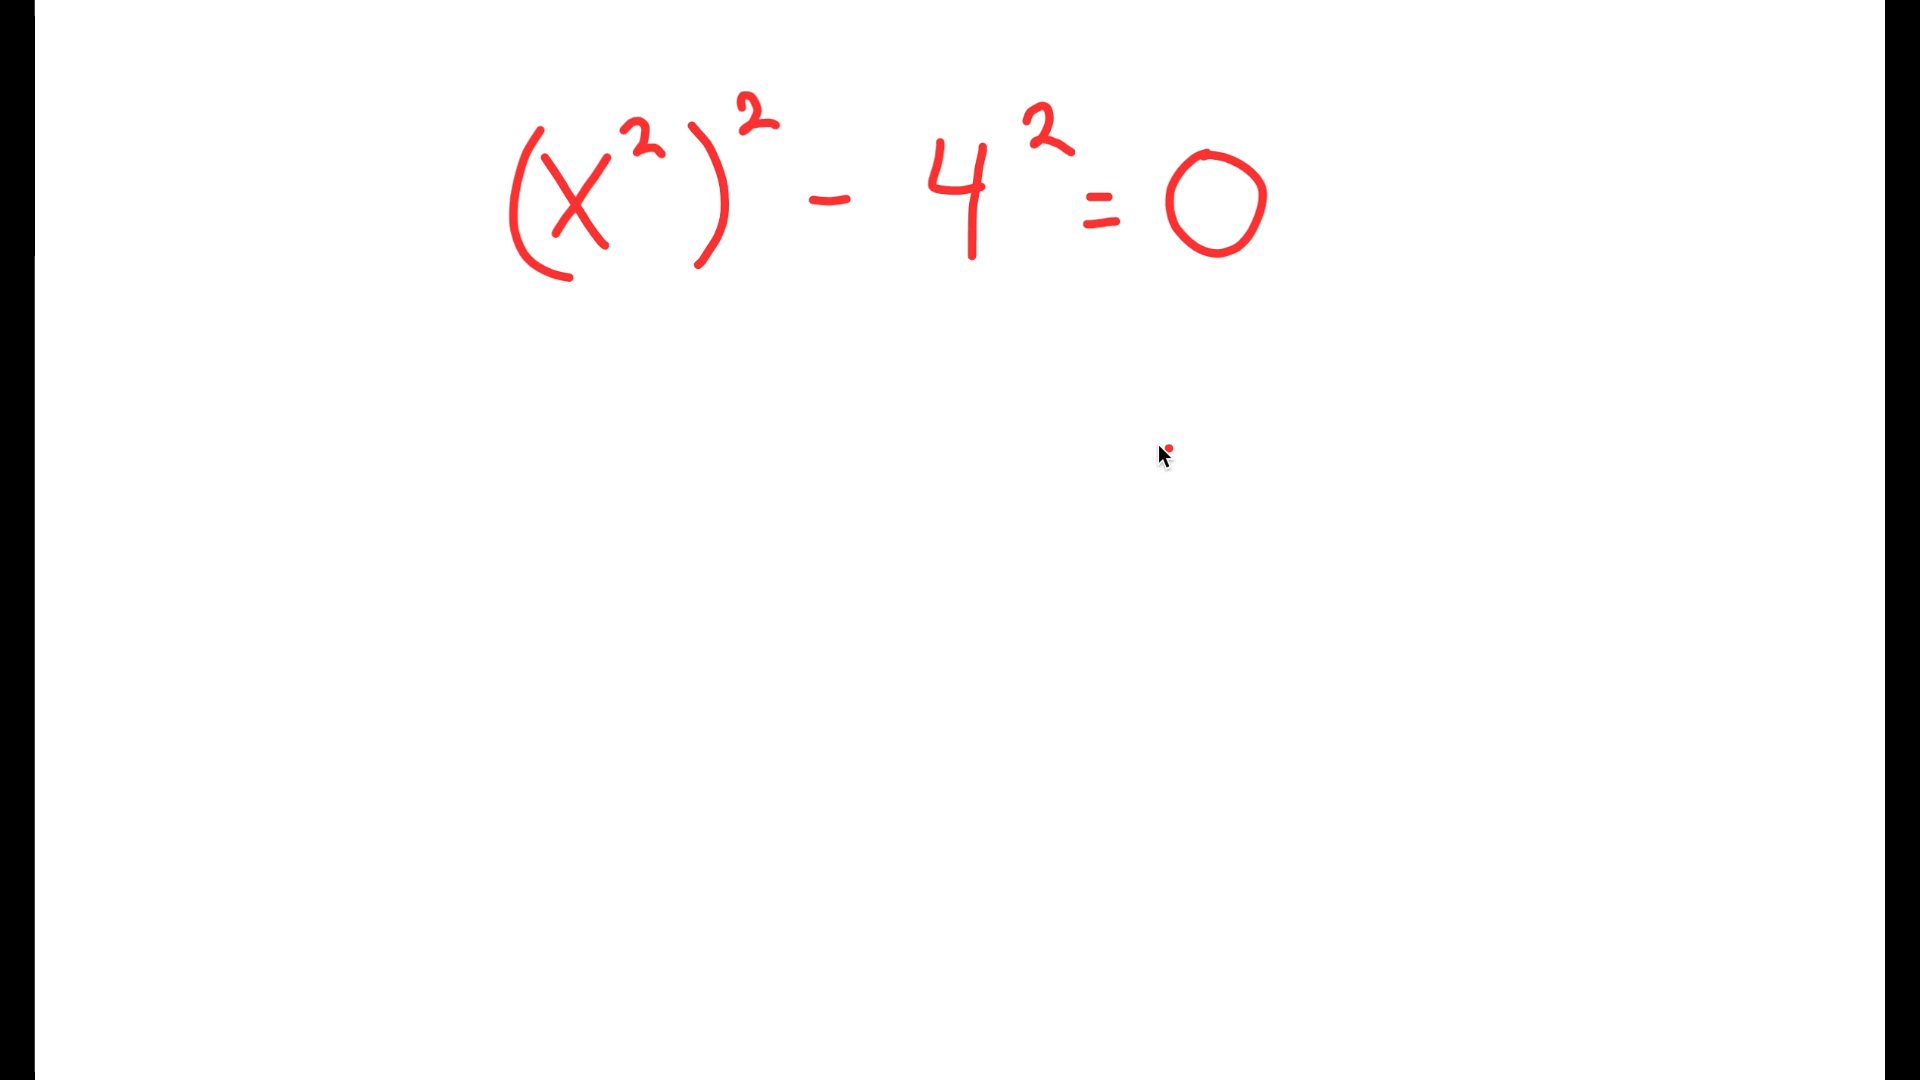 (x²)² - 4² = 0